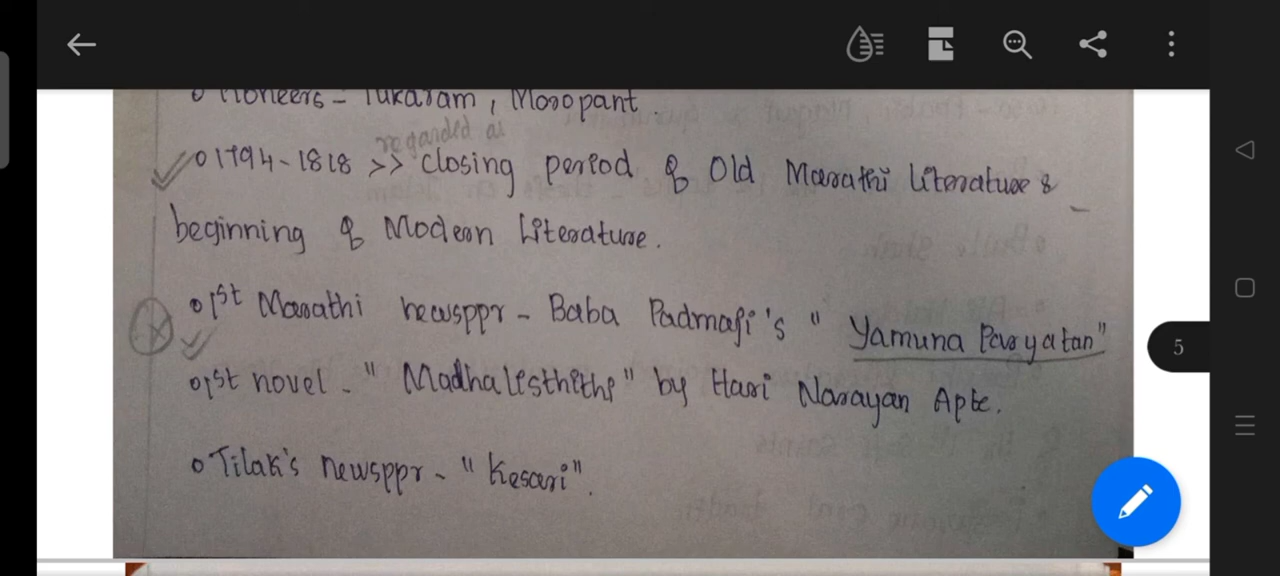 o Pioneers - Tukaram, Moropant.
regarded as
o 1794-1818 >> closing period of Old Marathi literature &
beginning of Modern Literature.
o 1st Marathi newsppr - Baba Padmaji's "Yamuna Paryatan"
o 1st novel - "Madhalisthithi" by Hari Narayan Apte.
o Tilak's newsppr - "Kesari".
5